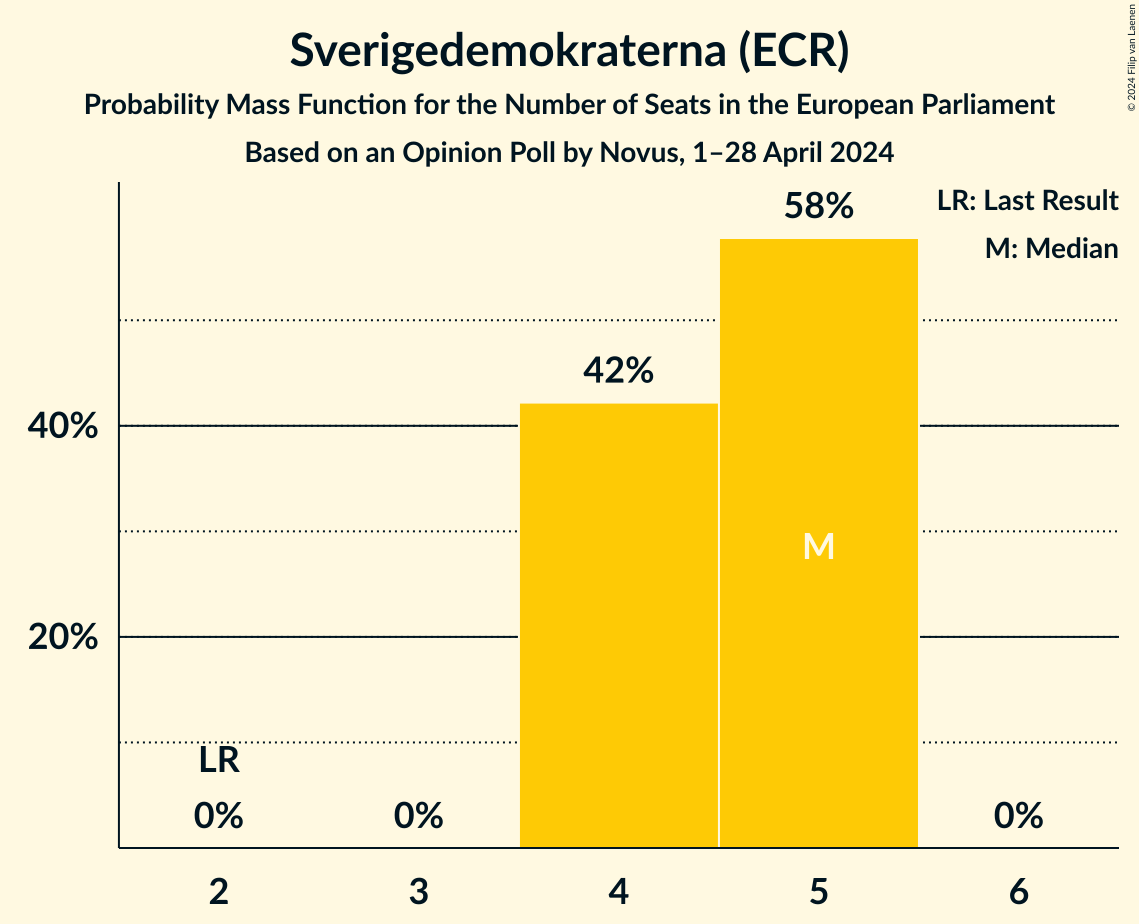 Sverigedemokraterna (ECR)
Probability Mass Function for the Number of Seats in the European Parliament
Based on an Opinion Poll by Novus, 1–28 April 2024
© 2024 Filip van Laenen
LR: Last Result
M: Median
58%
42%
40%
M
20%
LR
0%
0%
0%
2
3
4
5
6